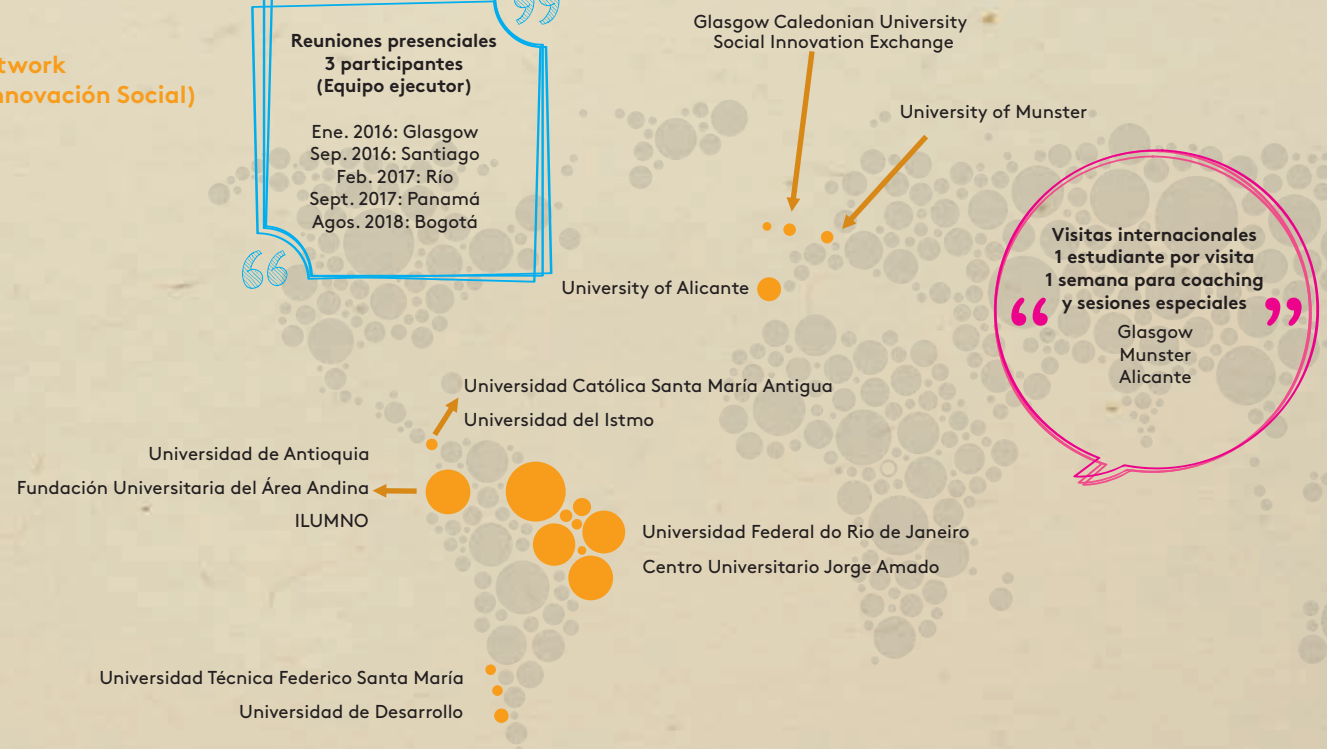 Innovación Social)
Reuniones presenciales
3 participantes
(Equipo ejecutor)
Ene. 2016: Glasgow
Sep. 2016: Santiago
Feb. 2017: Río
Sept. 2017: Panamá
Agos. 2018: Bogotá
Glasgow Caledonian University
Social Innovation Exchange
University of Munster
University of Alicante
Visitas internacionales
1 estudiante por visita
1 semana para coaching
y sesiones especiales
Glasgow
Munster
Alicante
Universidad Católica Santa María Antigua
Universidad del Istmo
Universidad de Antioquia
Fundación Universitaria del Área Andina
ILUMNO
Universidad Federal do Rio de Janeiro
Centro Universitario Jorge Amado
Universidad Técnica Federico Santa María
Universidad de Desarrollo